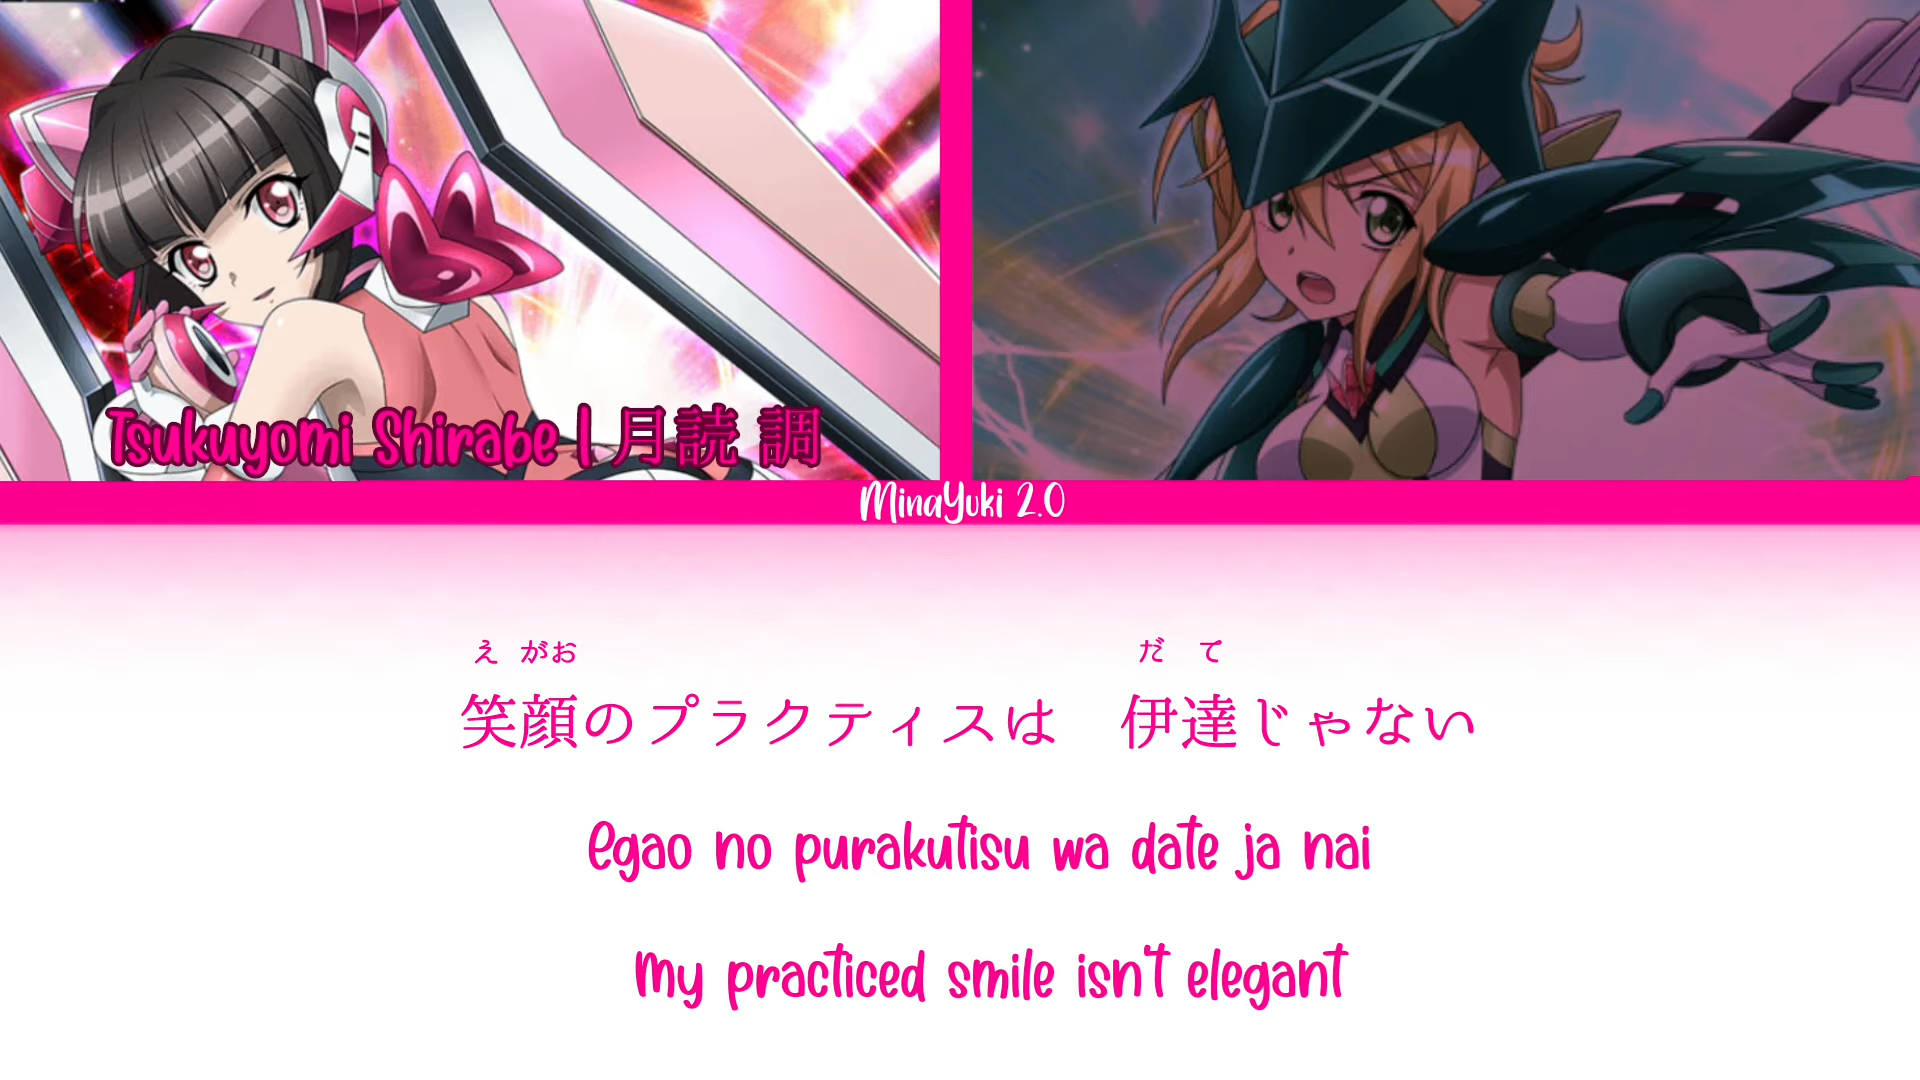 Tsukuyomi Shirabe | 月読 調
MinaYuki 2.0
え がお だ て
笑顔のプラクティスは 伊達じゃない
Egao no purakutisu wa date ja nai
My practiced smile isn't elegant